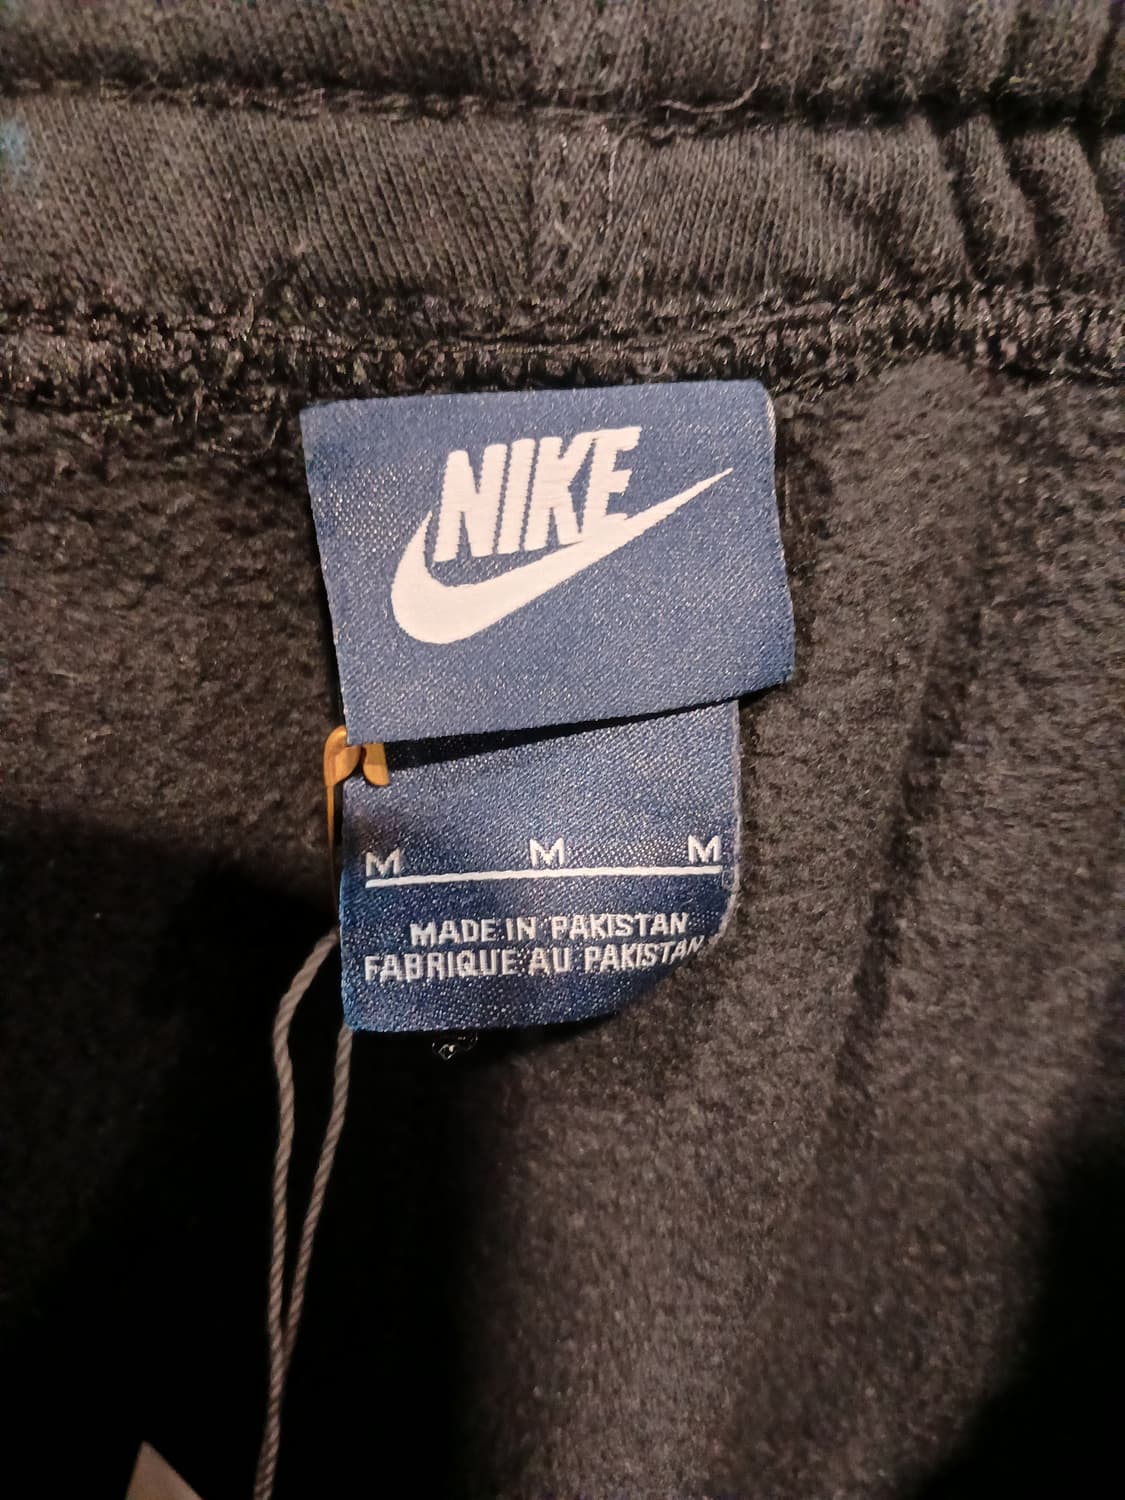 NIKE
M M M
MADE IN PAKISTAN
FABRIQUE AU PAKISTAN